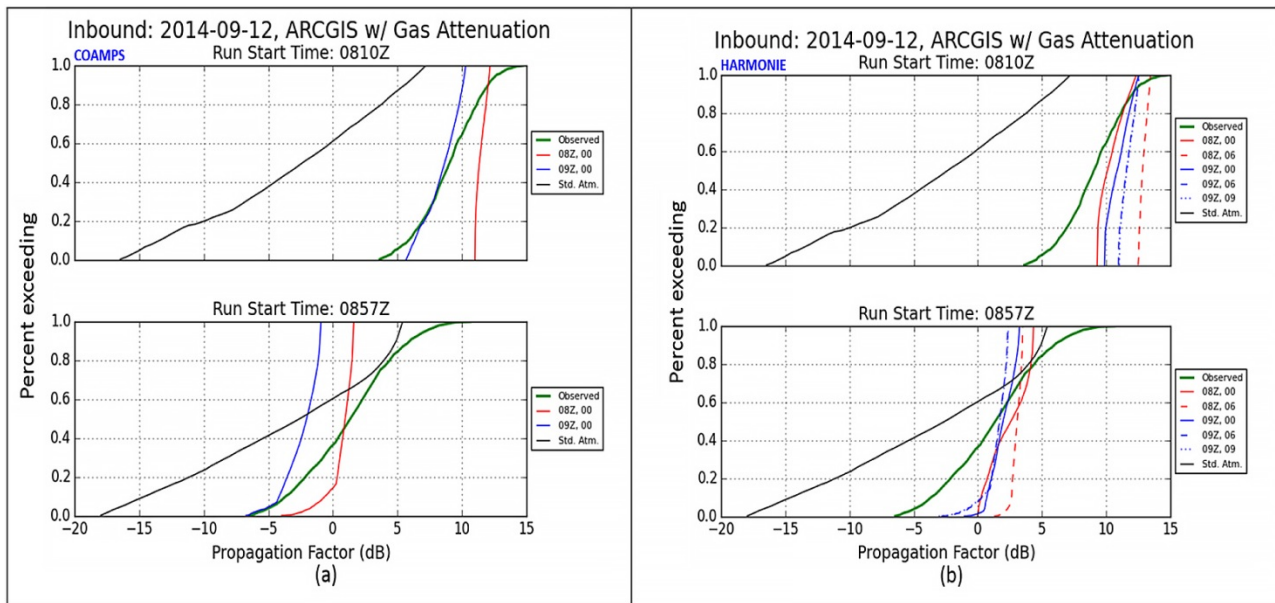 Inbound: 2014-09-12, ARCGIS w/ Gas Attenuation
COAMPS
Run Start Time: 0810Z
1.0
0.8
0.6
0.4
0.2
0.0
Observed
08Z, 00
09Z, 00
Std. Atm.
Percent exceeding
Run Start Time: 0857Z
1.0
0.8
0.6
0.4
0.2
0.0
Observed
08Z, 00
09Z, 00
Std. Atm.
−20 −15 −10 −5 0 5 10 15
Propagation Factor (dB)
(a)
Inbound: 2014-09-12, ARCGIS w/ Gas Attenuation
HARMONIE
Run Start Time: 0810Z
1.0
0.8
0.6
0.4
0.2
0.0
Observed
08Z, 00
08Z, 06
09Z, 00
09Z, 06
09Z, 09
Std. Atm.
Percent exceeding
Run Start Time: 0857Z
1.0
0.8
0.6
0.4
0.2
0.0
Observed
08Z, 00
08Z, 06
09Z, 00
09Z, 06
09Z, 09
Std. Atm.
−20 −15 −10 −5 0 5 10 15
Propagation Factor (dB)
(b)